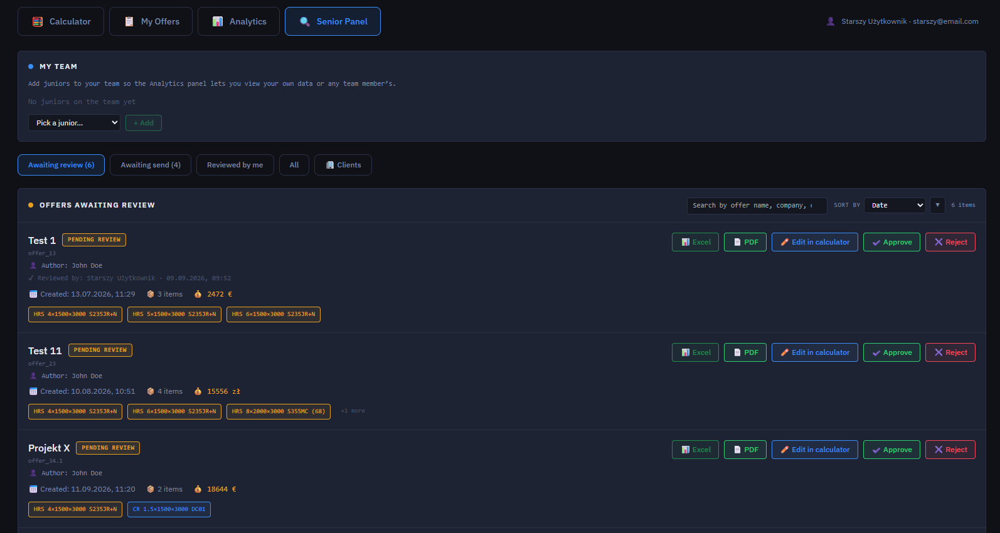 Calculator
My Offers
Analytics
Senior Panel
Starszy Użytkownik · starszy@email.com
MY TEAM
Add juniors to your team so the Analytics panel lets you view your own data or any team member's.
No juniors on the team yet
Pick a junior...
+ Add
Awaiting review (6)
Awaiting send (4)
Reviewed by me
All
Clients
OFFERS AWAITING REVIEW
Search by offer name, company,
SORT BY
Date
▼
6 items
Test 1
PENDING REVIEW
Excel
PDF
Edit in calculator
Approve
Reject
offer_13
Author: John Doe
✓ Reviewed by: Starszy Użytkownik · 09.09.2026, 09:52
Created: 13.07.2026, 11:29
3 items
2472 €
HRS 4×1500×3000 S235JR+N
HRS 5×1500×3000 S235JR+N
HRS 6×1500×3000 S235JR+N
Test 11
PENDING REVIEW
Excel
PDF
Edit in calculator
Approve
Reject
offer_23
Author: John Doe
Created: 10.08.2026, 10:51
4 items
15556 zł
HRS 4×1500×3000 S235JR+N
HRS 6×1500×3000 S235JR+N
HRS 8×2000×3000 S355MC (68)
+1 more
Projekt X
PENDING REVIEW
Excel
PDF
Edit in calculator
Approve
Reject
offer_34.1
Author: John Doe
Created: 11.09.2026, 11:20
2 items
18644 €
HRS 4×1500×3000 S235JR+N
CR 1.5×1500×3000 DC01